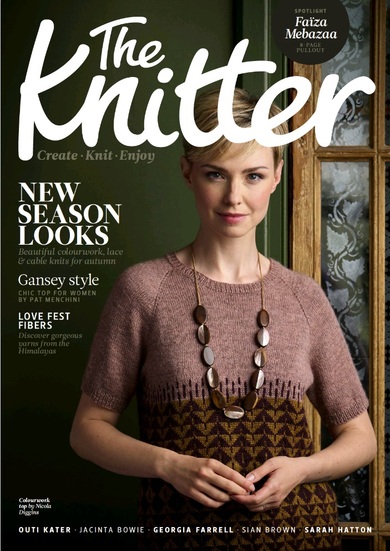 SPOTLIGHT
Faïza
Mebazaa
8-PAGE
PULLOUT
The
Knitter
Create · Knit · Enjoy
NEW
SEASON
LOOKS
Beautiful colourwork, lace
& cable knits for autumn
Gansey style
CHIC TOP FOR WOMEN
BY PAT MENCHINI
LOVE FEST
FIBERS
Discover gorgeous
yarns from the
Himalayas
Colourwork
top by Nicola
Diggins
OUTI KATER · JACINTA BOWIE · GEORGIA FARRELL · SIAN BROWN · SARAH HATTON